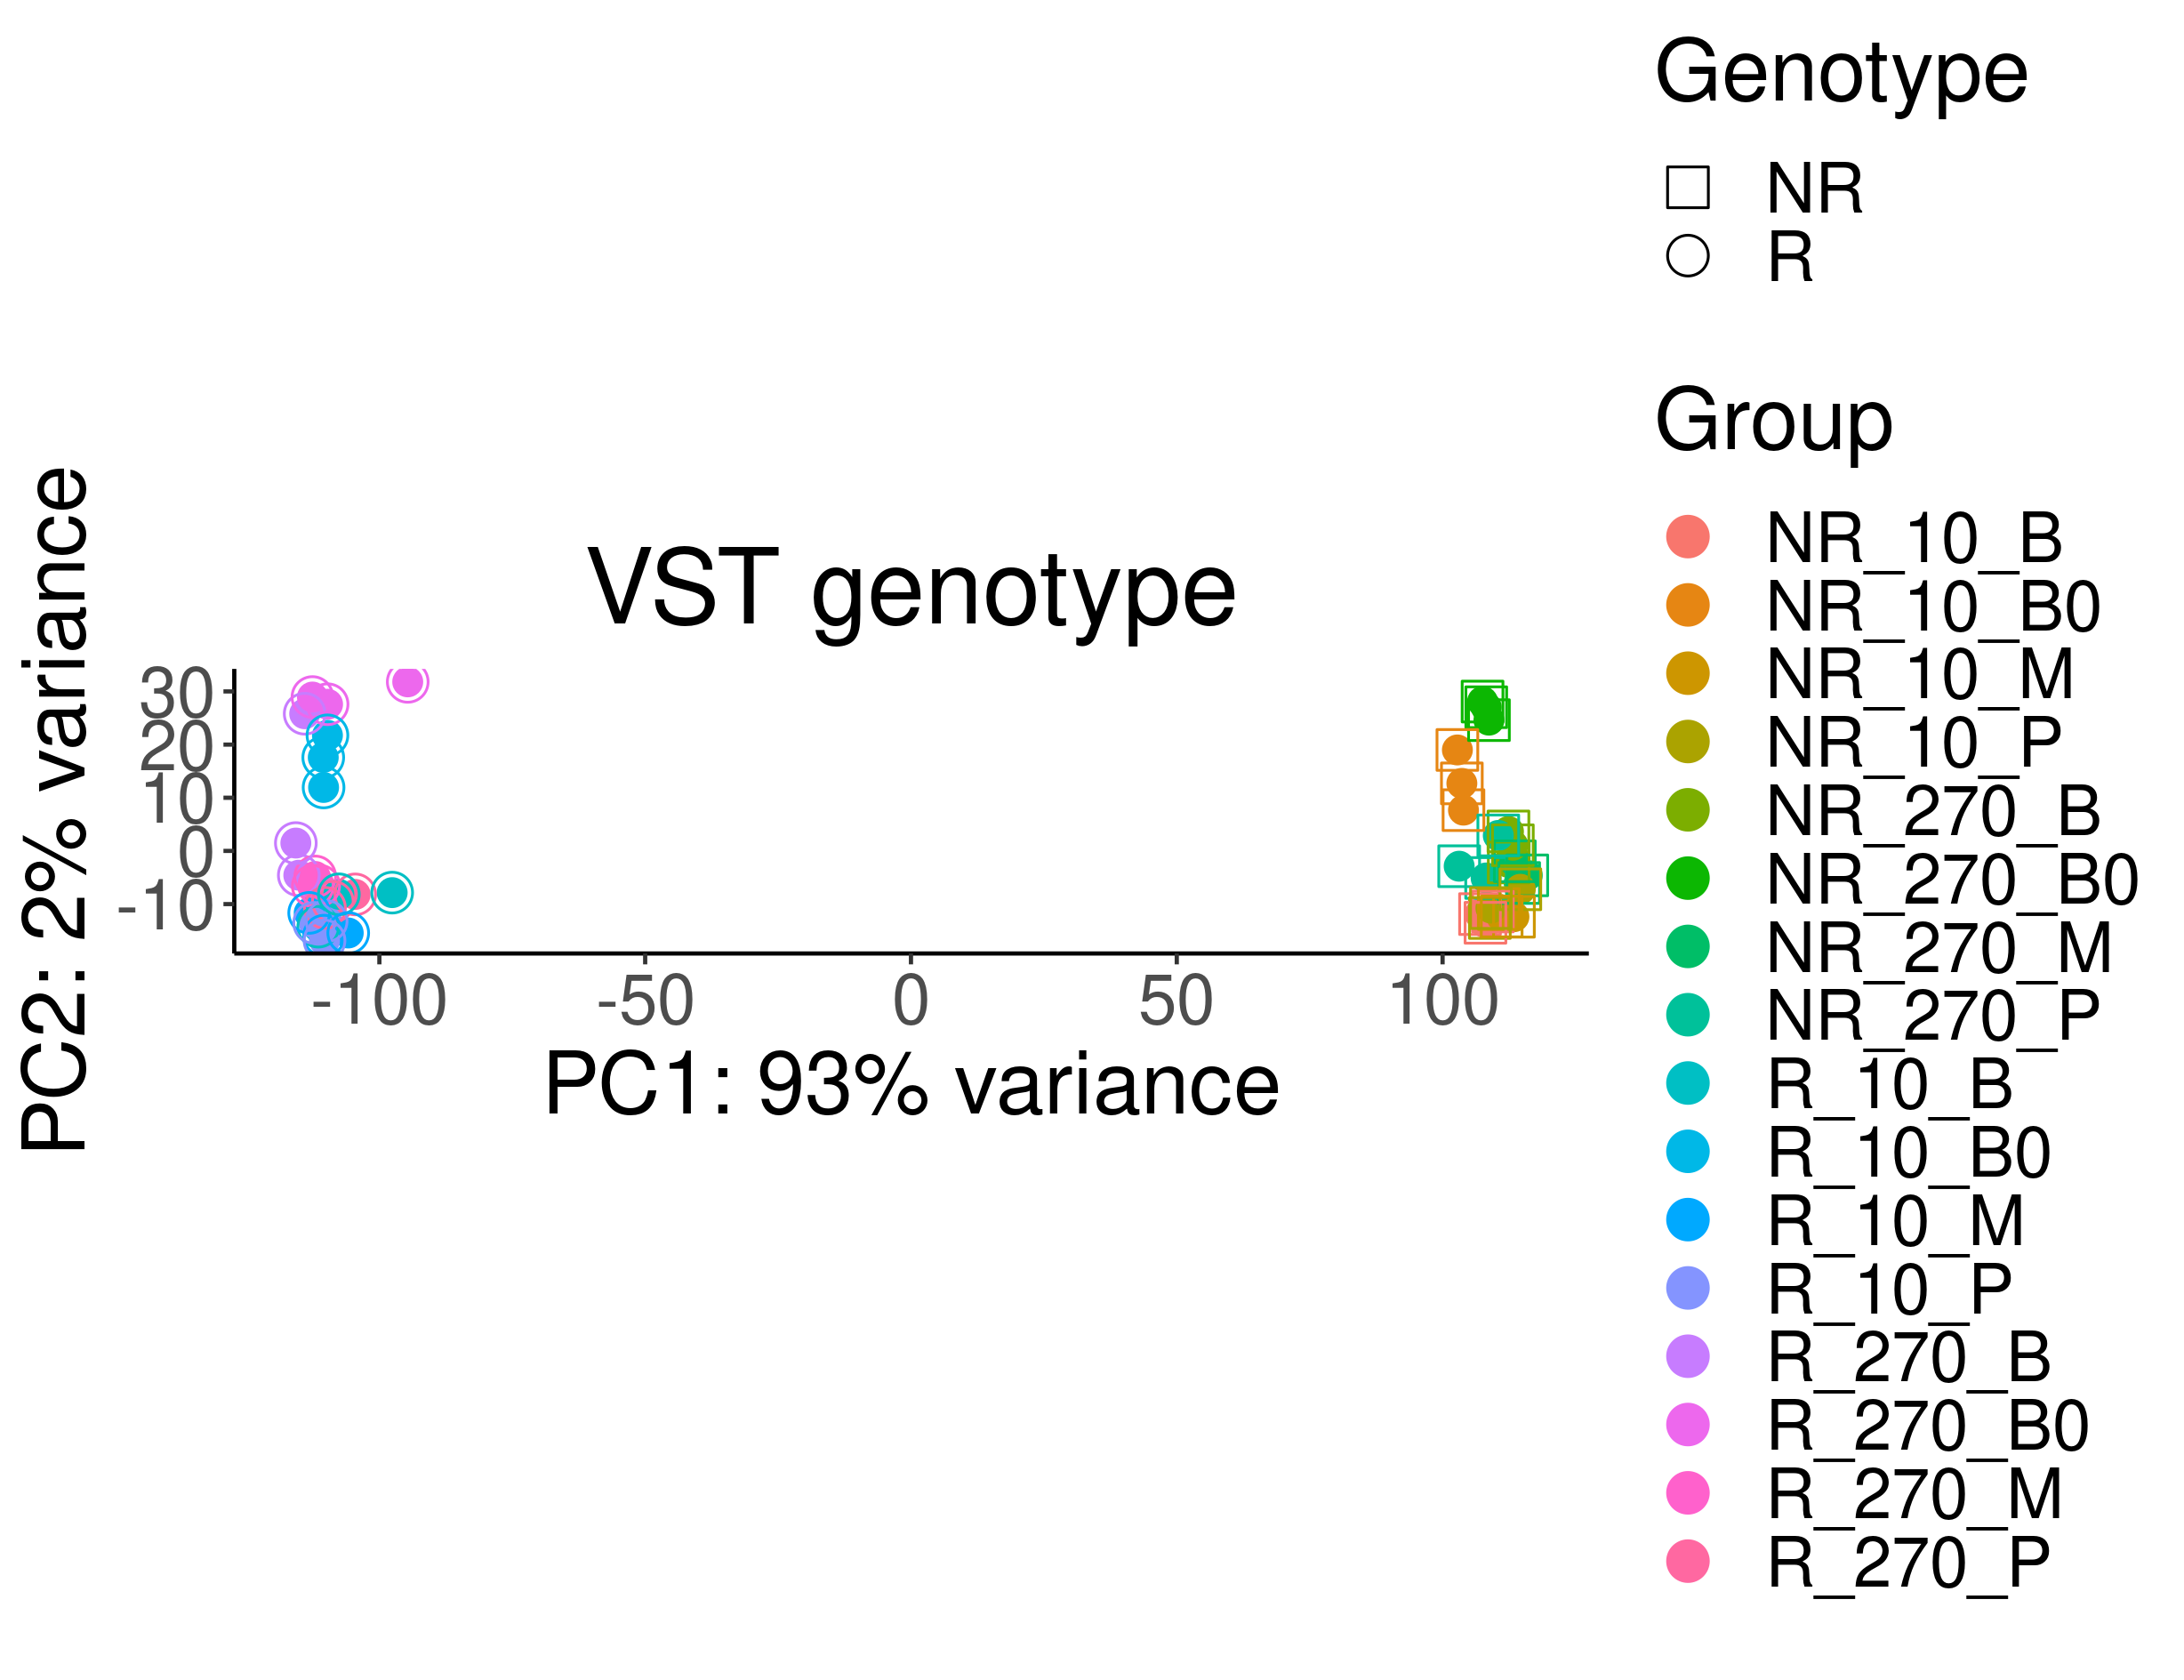 VST genotype
PC2: 2% variance
30
20
10
0
-10
-100 -50 0 50 100
PC1: 93% variance
Genotype
NR
R
Group
NR_10_B
NR_10_B0
NR_10_M
NR_10_P
NR_270_B
NR_270_B0
NR_270_M
NR_270_P
R_10_B
R_10_B0
R_10_M
R_10_P
R_270_B
R_270_B0
R_270_M
R_270_P